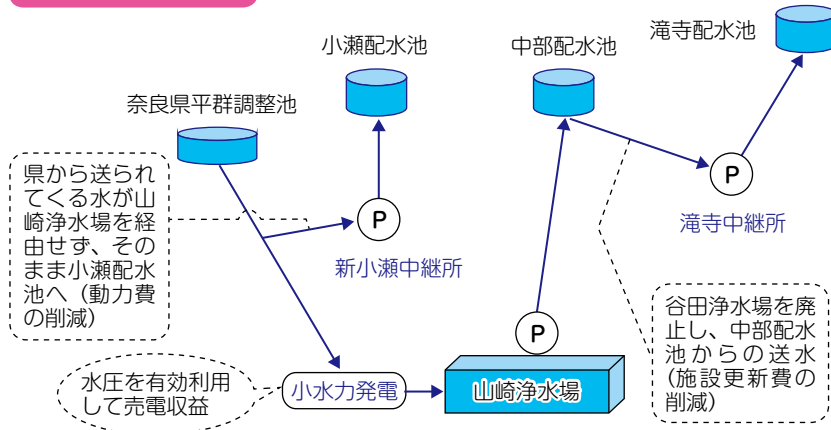 滝寺配水池
小瀬配水池
中部配水池
奈良県平群調整池
県から送られ
てくる水が山
崎浄水場を経
由せず、その
まま小瀬配水
池へ（動力費
の削減）
P
新小瀬中継所
P
滝寺中継所
P
谷田浄水場を廃
止し、中部配水
池からの送水
(施設更新費の
削減）
水圧を有効利用
して売電収益
小水力発電
山崎浄水場